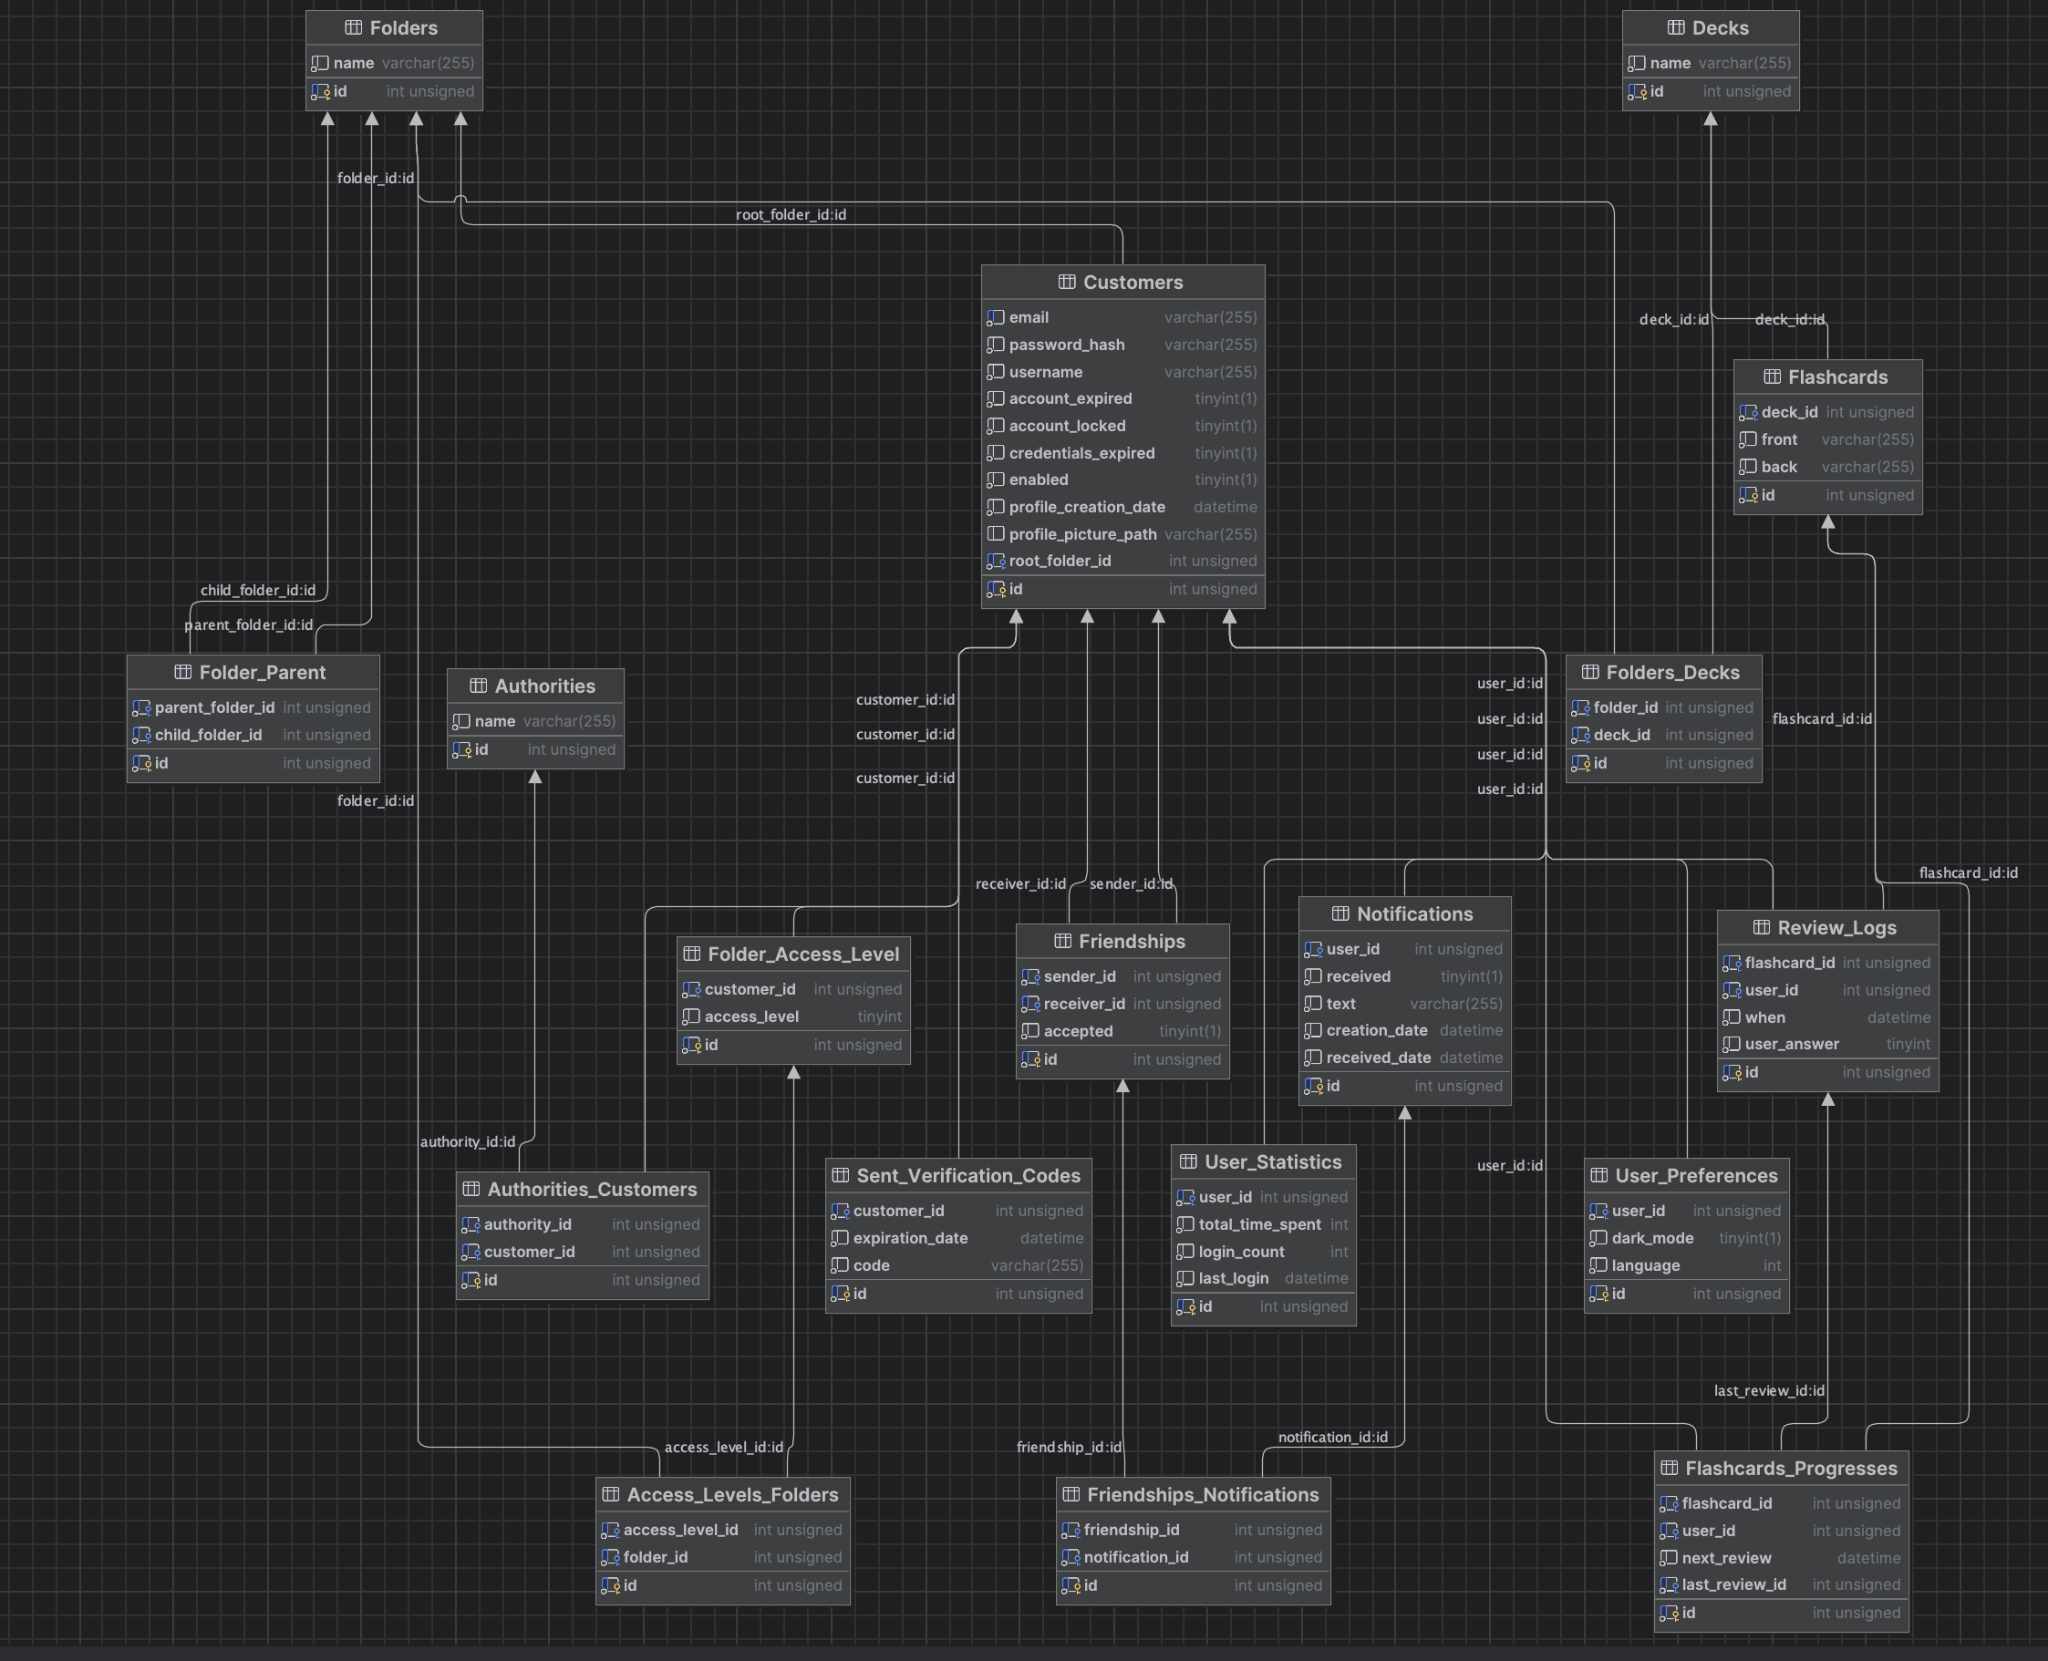 Folders
name varchar(255)
id int unsigned
Decks
name varchar(255)
id int unsigned
folder_id:id
root_folder_id:id
Customers
email varchar(255)
password_hash varchar(255)
username varchar(255)
account_expired tinyint(1)
account_locked tinyint(1)
credentials_expired tinyint(1)
enabled tinyint(1)
profile_creation_date datetime
profile_picture_path varchar(255)
root_folder_id int unsigned
id int unsigned
deck_id:id
deck_id:id
Flashcards
deck_id int unsigned
front varchar(255)
back varchar(255)
id int unsigned
child_folder_id:id
parent_folder_id:id
Folder_Parent
parent_folder_id int unsigned
child_folder_id int unsigned
id int unsigned
Authorities
name varchar(255)
id int unsigned
customer_id:id
customer_id:id
customer_id:id
user_id:id
user_id:id
user_id:id
user_id:id
Folders_Decks
folder_id int unsigned
deck_id int unsigned
id int unsigned
flashcard_id:id
folder_id:id
receiver_id:id
sender_id:id
flashcard_id:id
Folder_Access_Level
customer_id int unsigned
access_level tinyint
id int unsigned
Friendships
sender_id int unsigned
receiver_id int unsigned
accepted tinyint(1)
id int unsigned
Notifications
user_id int unsigned
received tinyint(1)
text varchar(255)
creation_date datetime
received_date datetime
id int unsigned
Review_Logs
flashcard_id int unsigned
user_id int unsigned
when datetime
user_answer tinyint
id int unsigned
authority_id:id
user_id:id
Authorities_Customers
authority_id int unsigned
customer_id int unsigned
id int unsigned
Sent_Verification_Codes
customer_id int unsigned
expiration_date datetime
code varchar(255)
id int unsigned
User_Statistics
user_id int unsigned
total_time_spent int
login_count int
last_login datetime
id int unsigned
User_Preferences
user_id int unsigned
dark_mode tinyint(1)
language int
id int unsigned
last_review_id:id
access_level_id:id
friendship_id:id
notification_id:id
Access_Levels_Folders
access_level_id int unsigned
folder_id int unsigned
id int unsigned
Friendships_Notifications
friendship_id int unsigned
notification_id int unsigned
id int unsigned
Flashcards_Progresses
flashcard_id int unsigned
user_id int unsigned
next_review datetime
last_review_id int unsigned
id int unsigned